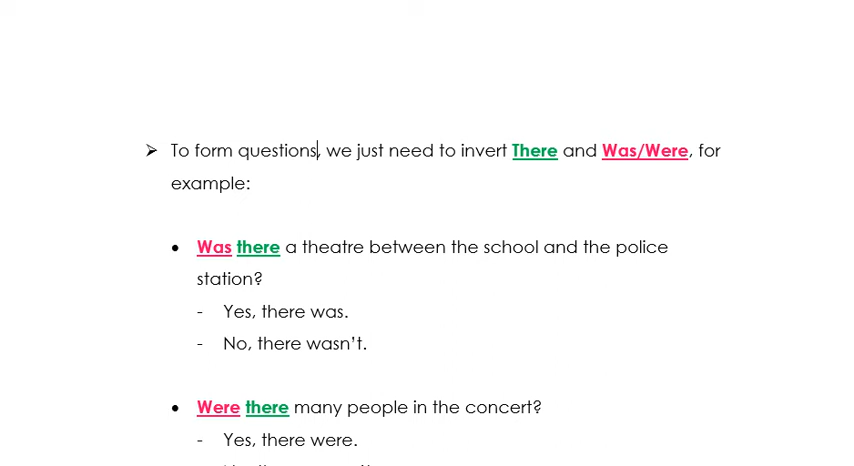 ➢ To form questions, we just need to invert There and Was/Were, for
example:
• Was there a theatre between the school and the police
station?
- Yes, there was.
- No, there wasn't.
• Were there many people in the concert?
- Yes, there were.